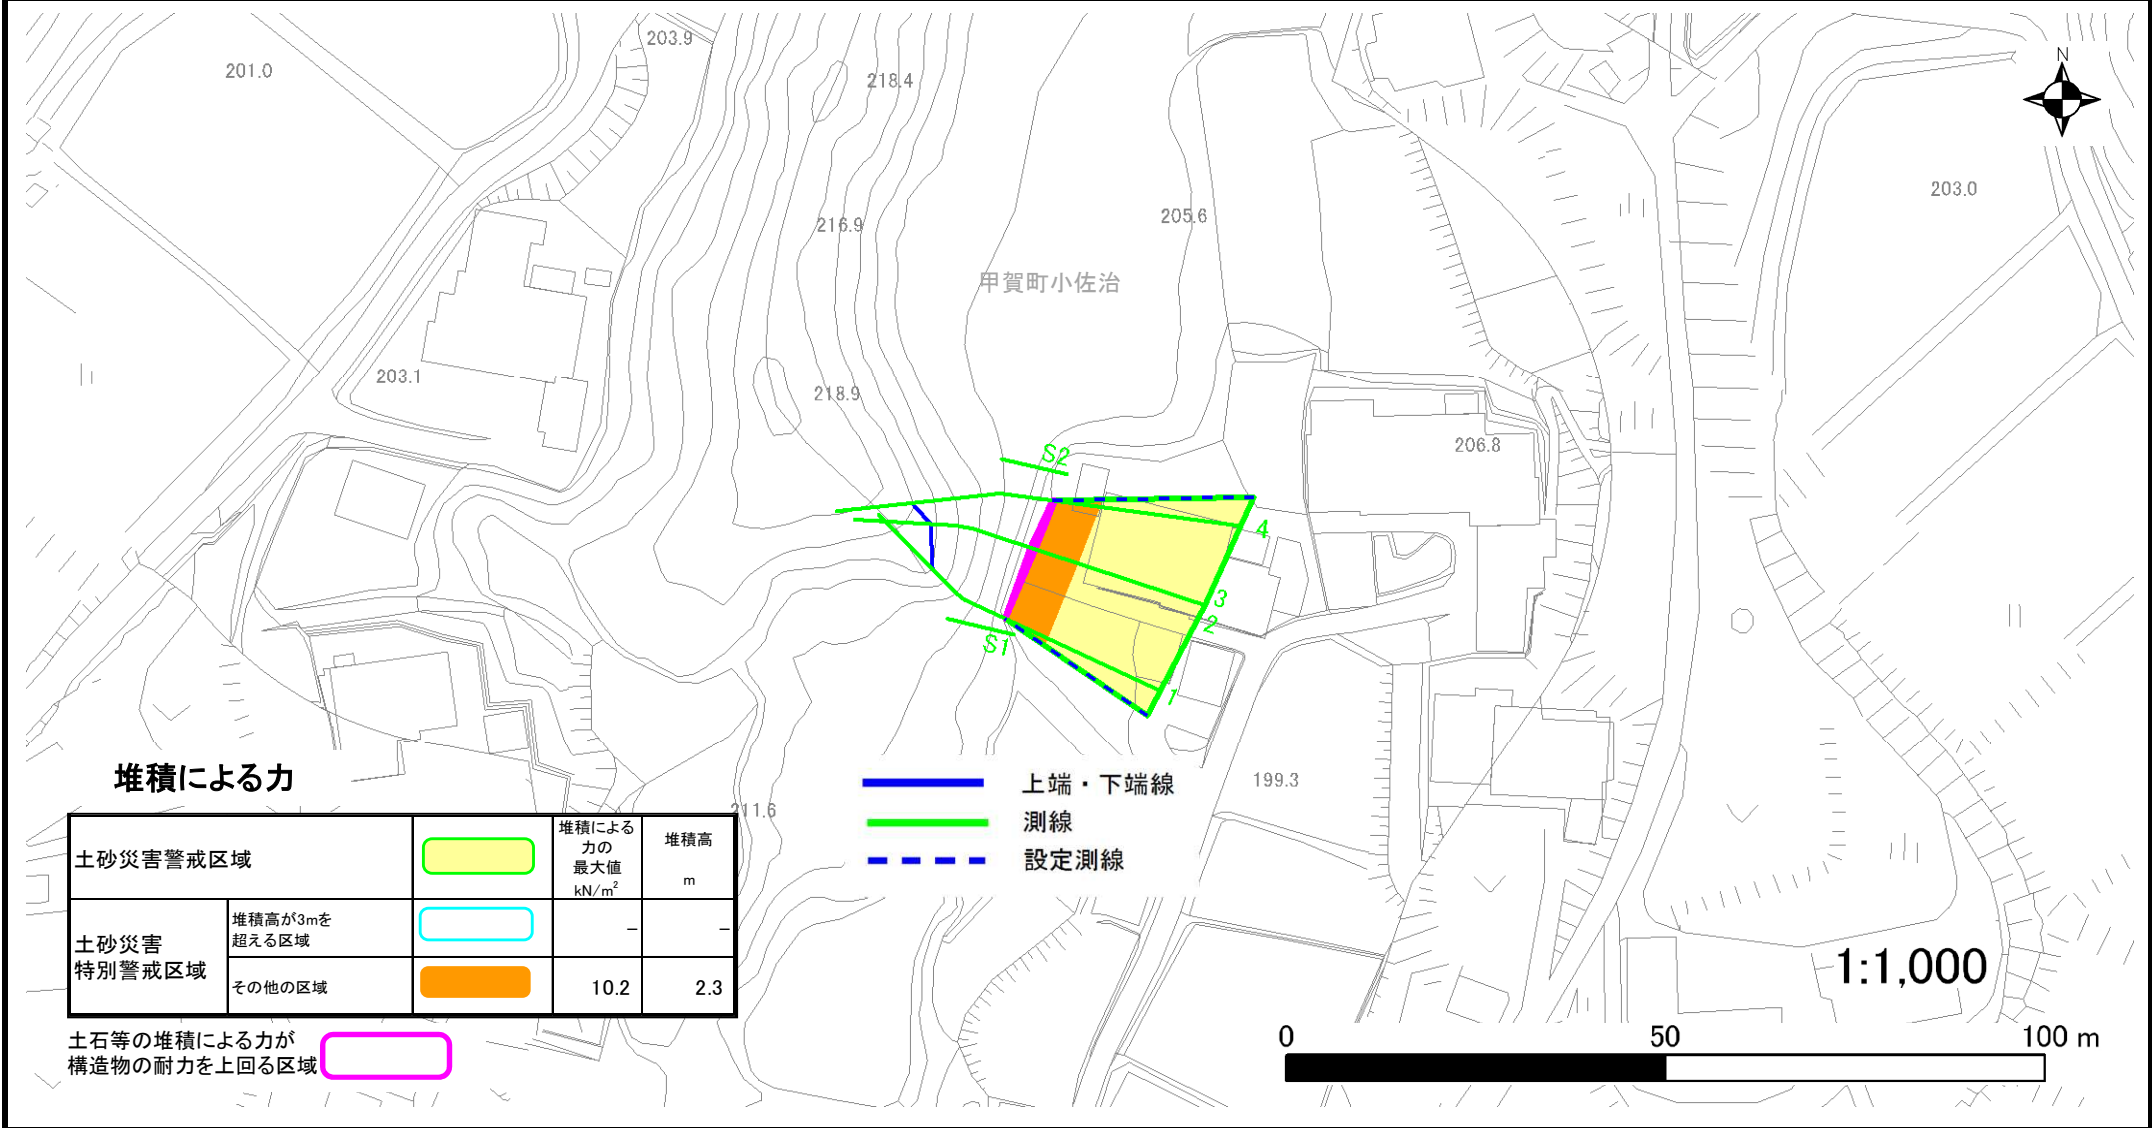 203.9
201.0
218.4
N
203.0
216.9
205.6
甲賀町小佐治
203.1
218.9
206.8
S2
4
3
2
S1
1
199.3
211.6
堆積による力
土砂災害警戒区域
堆積による
力の
最大値
kN/m²
堆積高
m
土砂災害
特別警戒区域
堆積高が3mを
超える区域
–
–
その他の区域
10.2
2.3
土石等の堆積による力が
構造物の耐力を上回る区域
上端・下端線
測線
設定測線
1:1,000
0 50 100 m